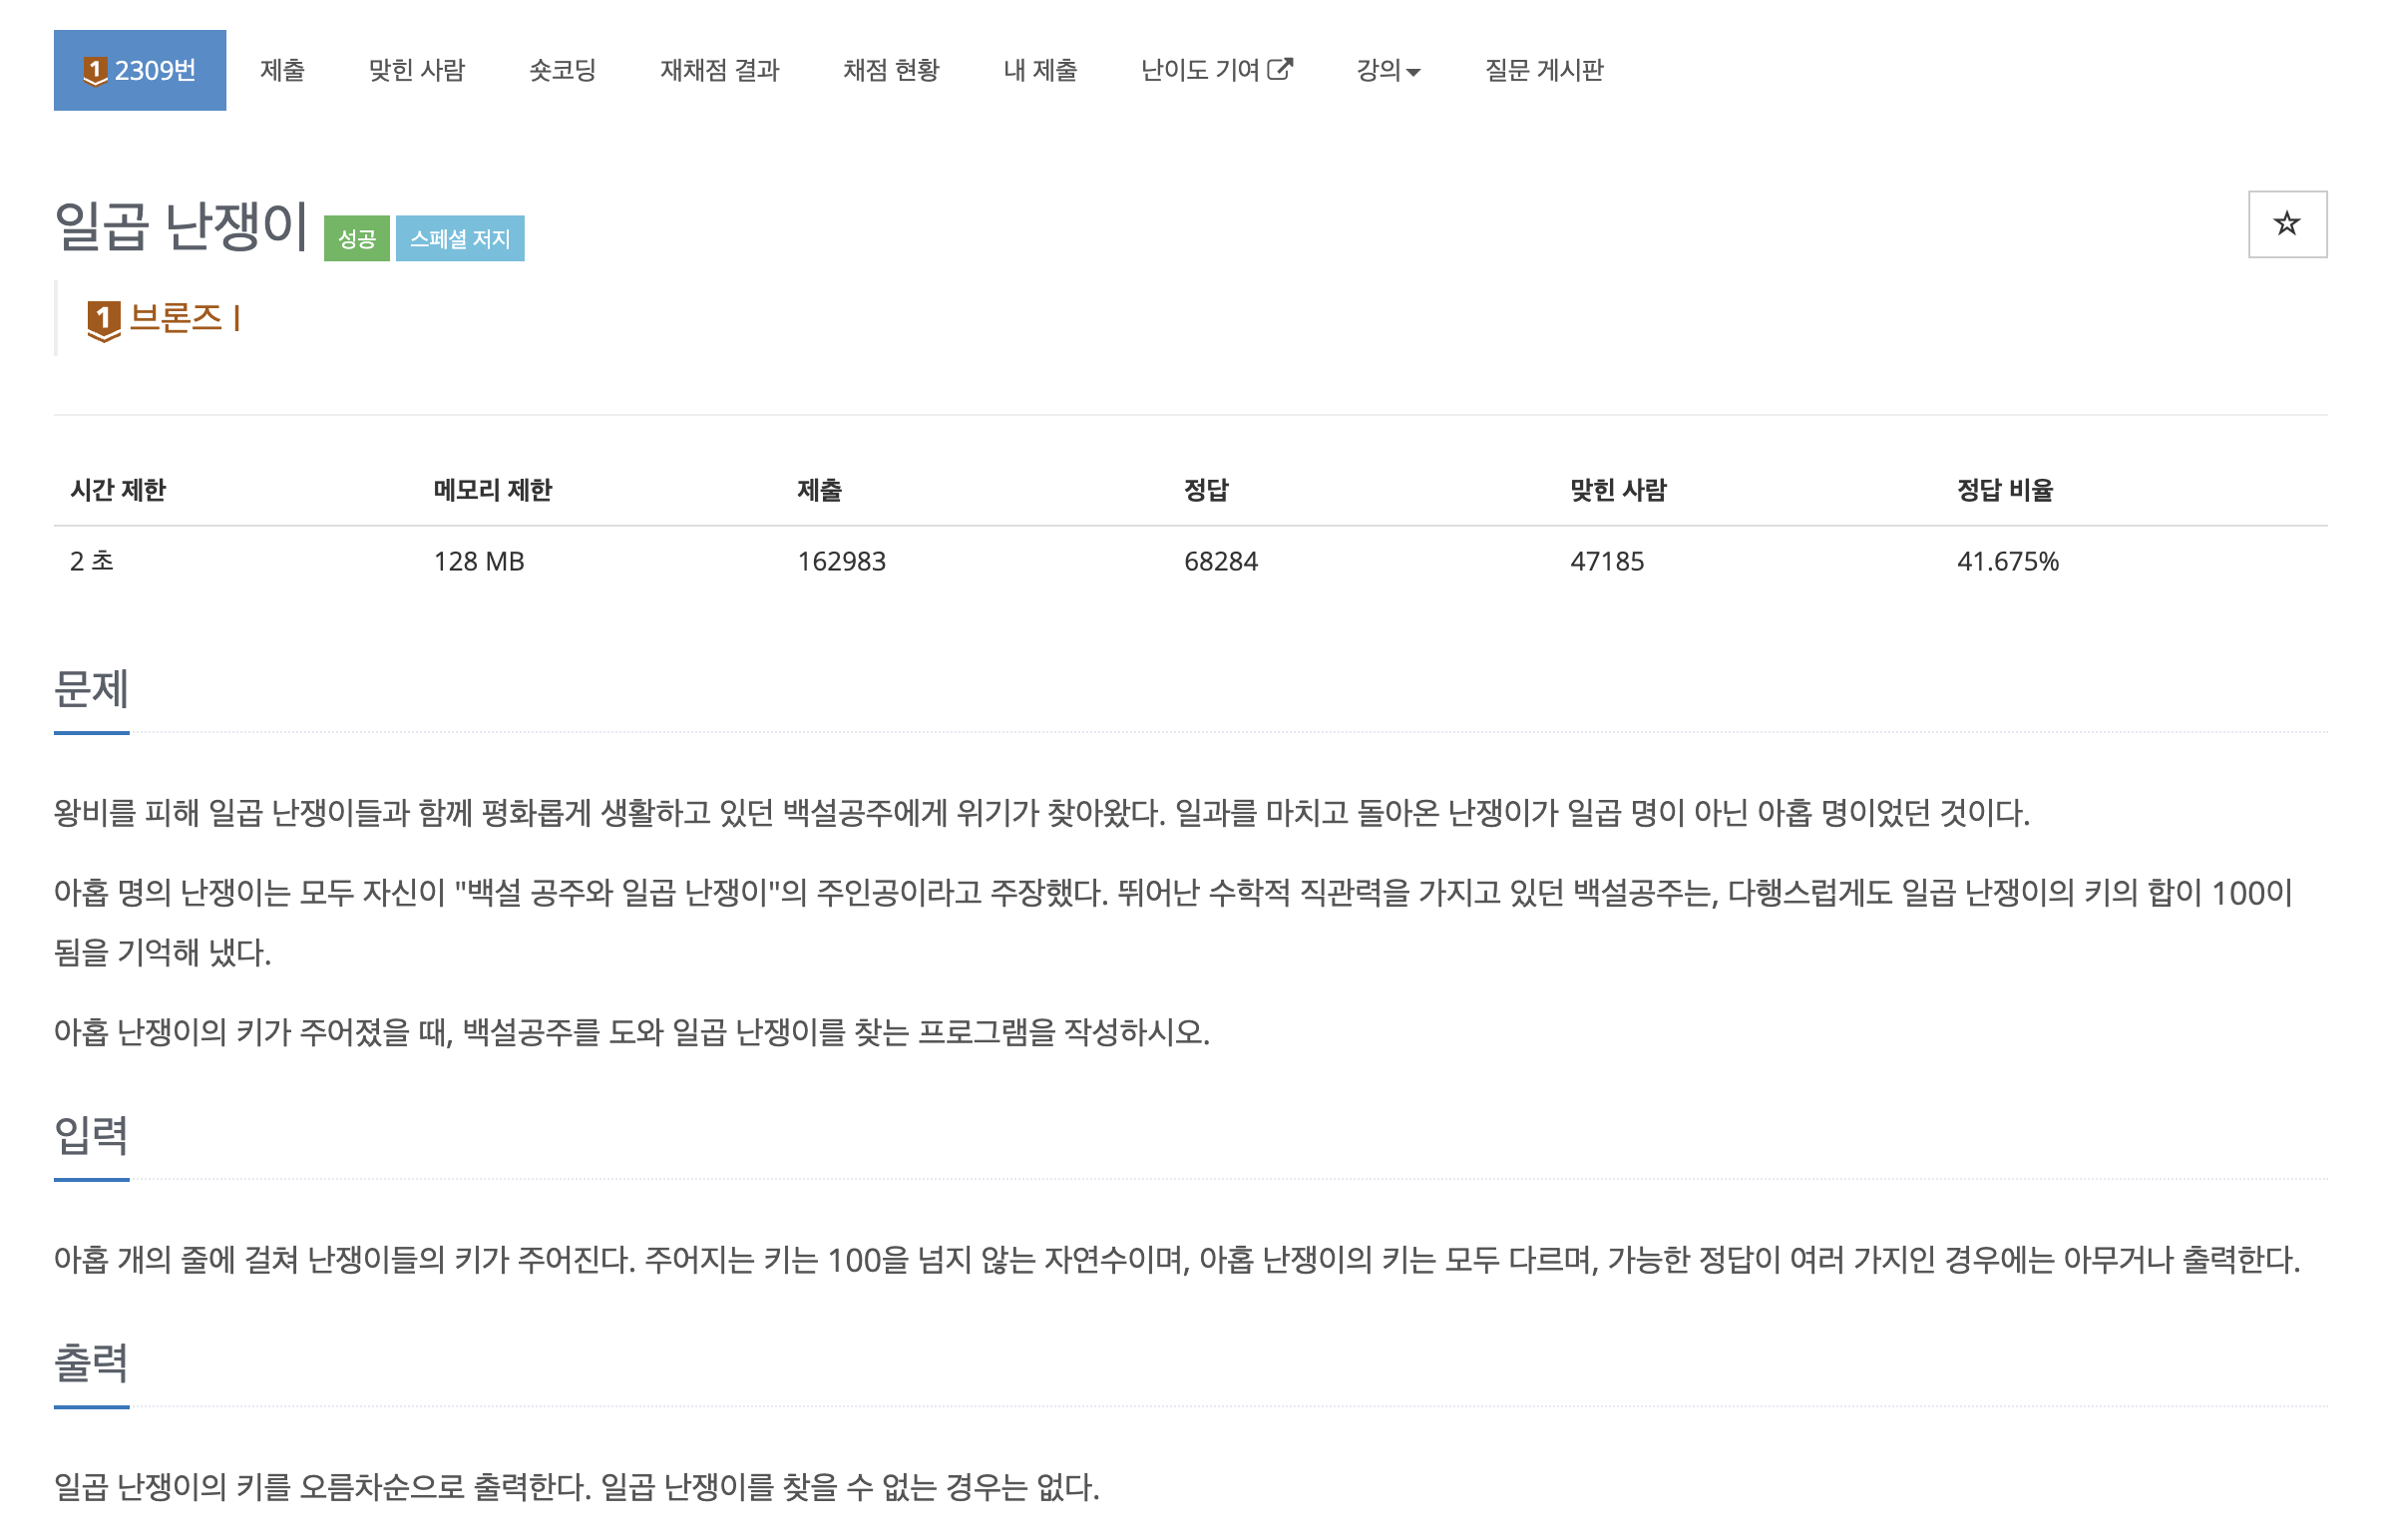 2309번 제출 맞힌 사람 숏코딩 재채점 결과 채점 현황 내 제출 난이도 기여 강의 질문 게시판
일곱 난쟁이 성공 스페셜 저지
1 브론즈 I
시간 제한 메모리 제한 제출 정답 맞힌 사람 정답 비율
2 초 128 MB 162983 68284 47185 41.675%
문제
왕비를 피해 일곱 난쟁이들과 함께 평화롭게 생활하고 있던 백설공주에게 위기가 찾아왔다. 일과를 마치고 돌아온 난쟁이가 일곱 명이 아닌 아홉 명이었던 것이다.
아홉 명의 난쟁이는 모두 자신이 "백설 공주와 일곱 난쟁이"의 주인공이라고 주장했다. 뛰어난 수학적 직관력을 가지고 있던 백설공주는, 다행스럽게도 일곱 난쟁이의 키의 합이 100이
됨을 기억해 냈다.
아홉 난쟁이의 키가 주어졌을 때, 백설공주를 도와 일곱 난쟁이를 찾는 프로그램을 작성하시오.
입력
아홉 개의 줄에 걸쳐 난쟁이들의 키가 주어진다. 주어지는 키는 100을 넘지 않는 자연수이며, 아홉 난쟁이의 키는 모두 다르며, 가능한 정답이 여러 가지인 경우에는 아무거나 출력한다.
출력
일곱 난쟁이의 키를 오름차순으로 출력한다. 일곱 난쟁이를 찾을 수 없는 경우는 없다.